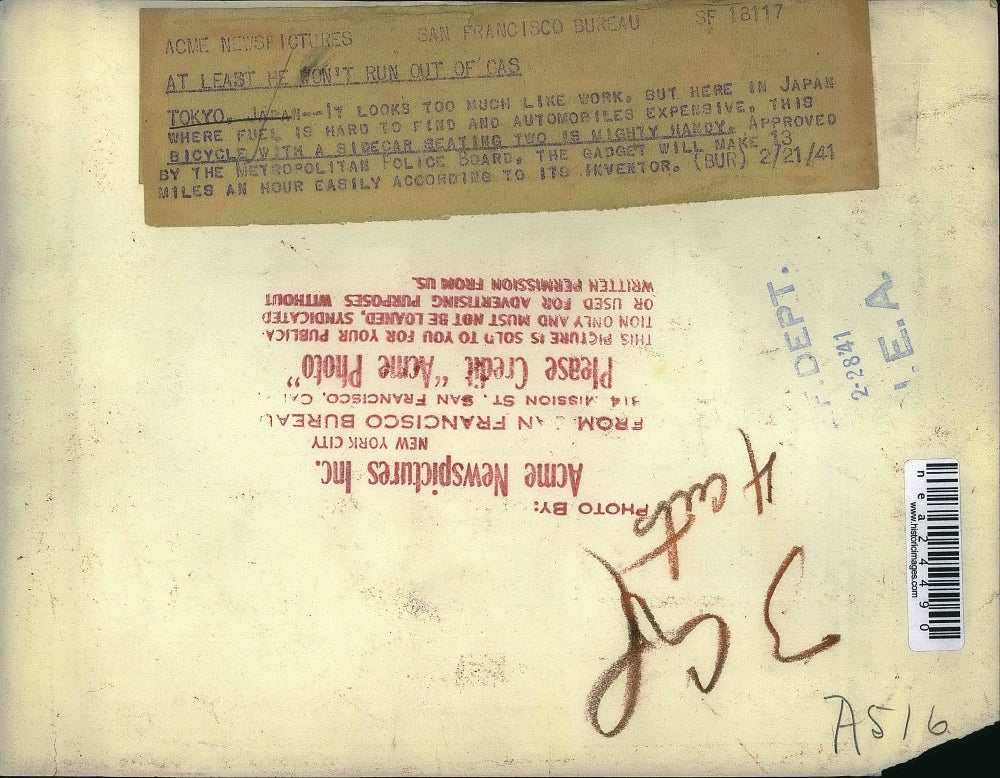 ACME NEWSPICTURES SAN FRANCISCO BUREAU SF 18117
AT LEAST HE WON'T RUN OUT OF GAS
TOKYO, JAPAN--IT LOOKS TOO MUCH LIKE WORK, BUT HERE IN JAPAN
WHERE FUEL IS HARD TO FIND AND AUTOMOBILES EXPENSIVE, THIS
BICYCLE WITH A SIDECAR SEATING TWO IS MIGHTY HANDY. APPROVED
BY THE METROPOLITAN POLICE BOARD, THE GADGET WILL MAKE 13
MILES AN HOUR EASILY ACCORDING TO ITS INVENTOR. (BUR) 2/21/41
PHOTO BY:
Acme Newspictures Inc.
NEW YORK CITY
FROM SAN FRANCISCO BUREAU
814 MISSION ST. SAN FRANCISCO,
Please Credit "Acme Photo"
THIS PICTURE IS SOLD TO YOUR PUBLICA-
TION ONLY AND MUST NOT BE LOANED, SYNDICATED
OR USED FOR ADVERTISING PURPOSES WITHOUT
WRITTEN PERMISSION FROM US.
DEPT.
2-28-41
N.E.A.
4
3
A516
nea24490
www.historicimages.com